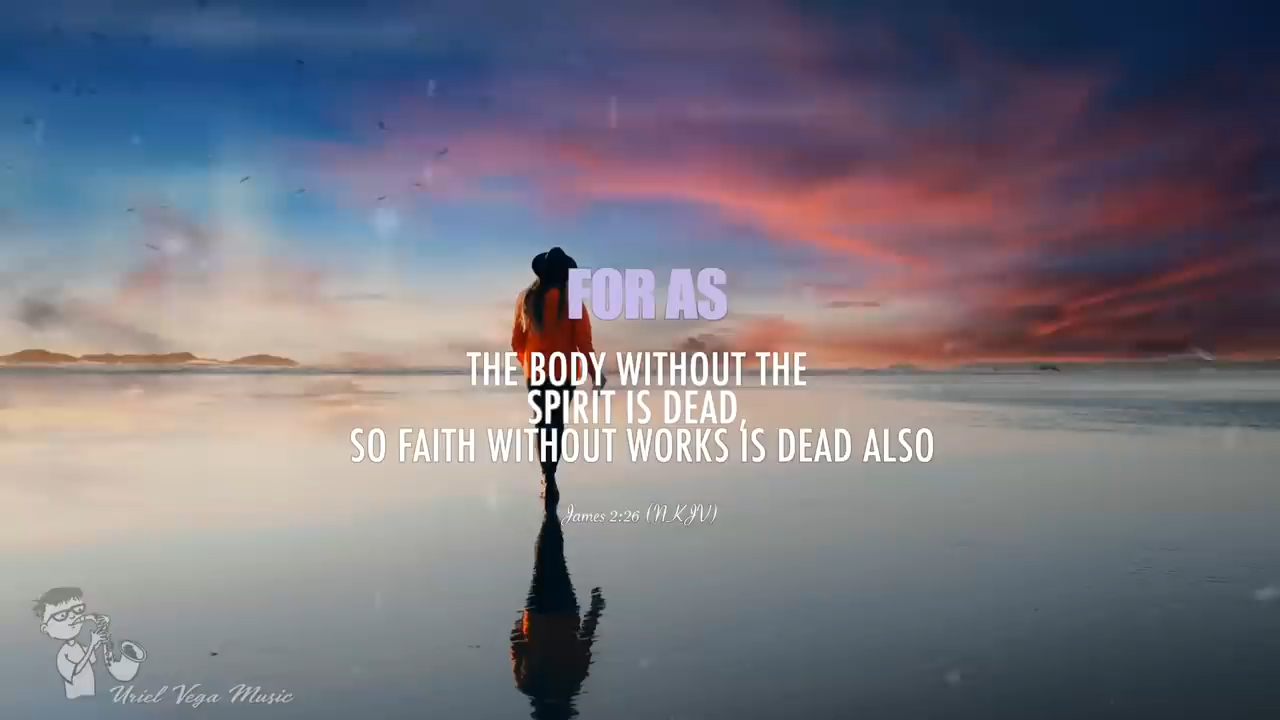 FOR AS
THE BODY WITHOUT THE
SPIRIT IS DEAD,
SO FAITH WITHOUT WORKS IS DEAD ALSO
James 2:26 (NKJV)
Uriel Vega Music